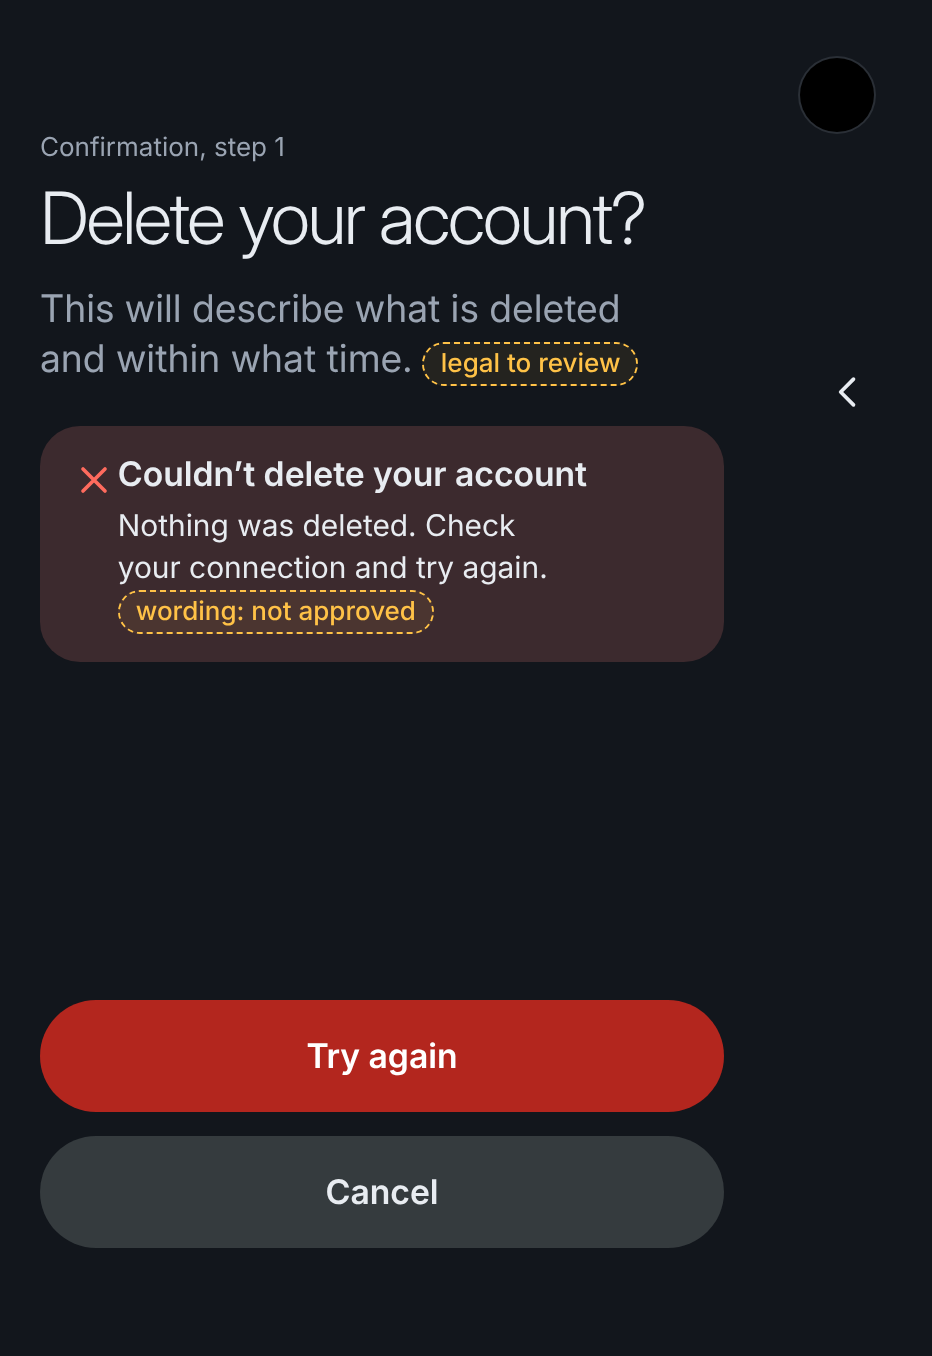 Confirmation, step 1
Delete your account?
This will describe what is deleted
and within what time. legal to review
Couldn’t delete your account
Nothing was deleted. Check
your connection and try again.
wording: not approved
Try again
Cancel